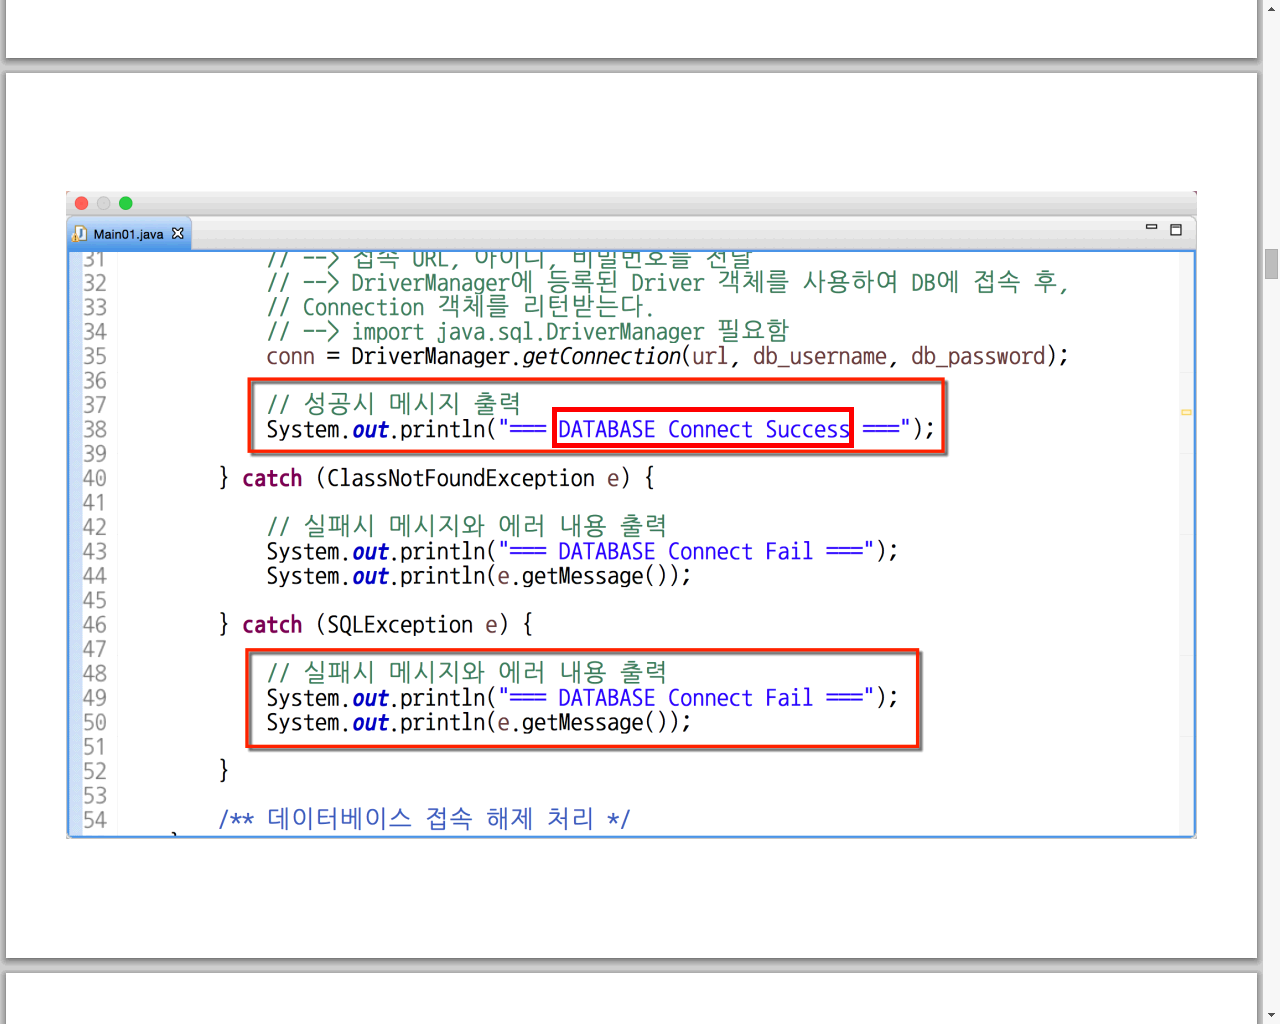 Main01.java
31 // --> 접속 URL, 아이디, 비밀번호를 전달
32 // --> DriverManager에 등록된 Driver 객체를 사용하여 DB에 접속 후,
33 // Connection 객체를 리턴받는다.
34 // --> import java.sql.DriverManager 필요함
35 conn = DriverManager.getConnection(url, db_username, db_password);
36
37 // 성공시 메시지 출력
38 System.out.println("=== DATABASE Connect Success ===");
39
40 } catch (ClassNotFoundException e) {
41
42 // 실패시 메시지와 에러 내용 출력
43 System.out.println("=== DATABASE Connect Fail ===");
44 System.out.println(e.getMessage());
45
46 } catch (SQLException e) {
47
48 // 실패시 메시지와 에러 내용 출력
49 System.out.println("=== DATABASE Connect Fail ===");
50 System.out.println(e.getMessage());
51
52 }
53
54 /** 데이터베이스 접속 해제 처리 */